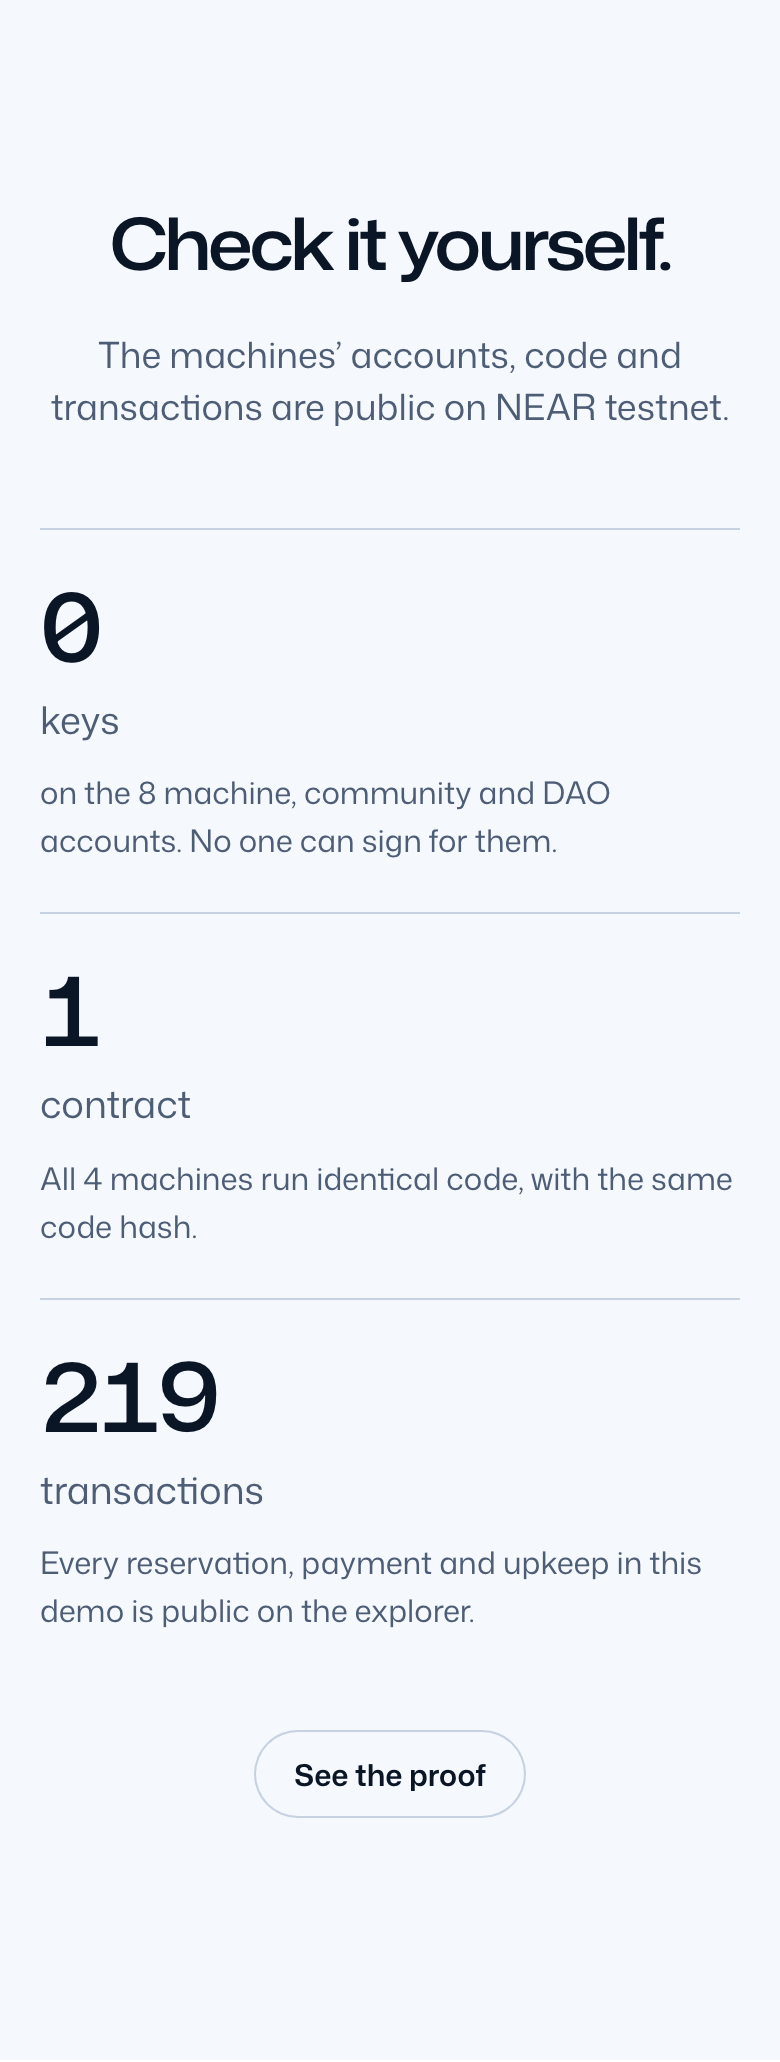 Check it yourself.
The machines’ accounts, code and
transactions are public on NEAR testnet.
0
keys
on the 8 machine, community and DAO
accounts. No one can sign for them.
1
contract
All 4 machines run identical code, with the same
code hash.
219
transactions
Every reservation, payment and upkeep in this
demo is public on the explorer.
See the proof